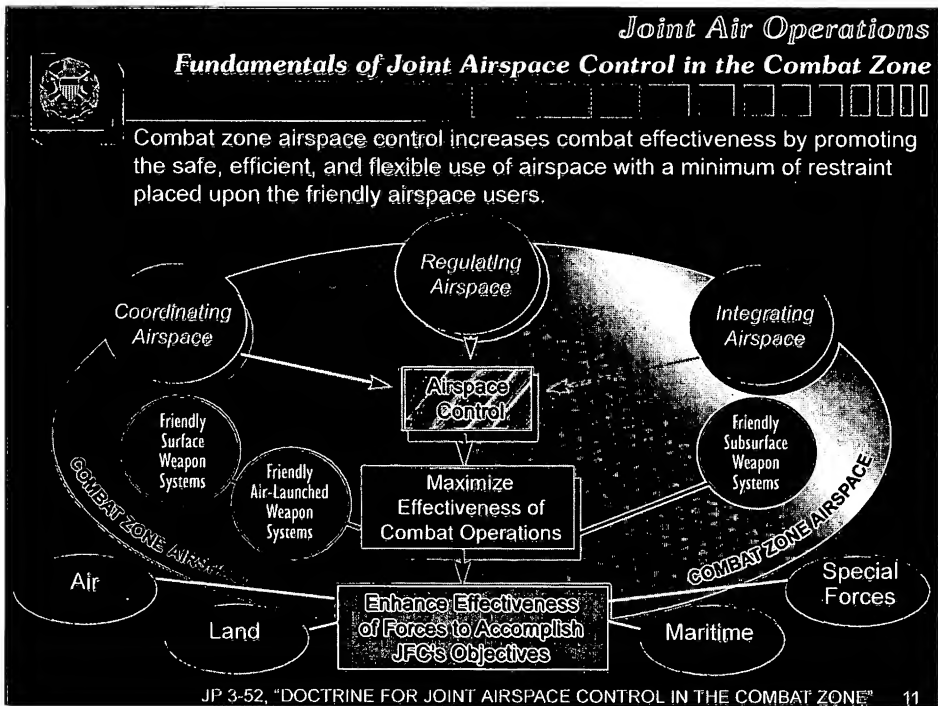 Joint Air Operations
Fundamentals of Joint Airspace Control in the Combat Zone
Combat zone airspace control increases combat effectiveness by promoting
the safe, efficient, and flexible use of airspace with a minimum of restraint
placed upon the friendly airspace users.
Regulating
Airspace
Coordinating
Airspace
Integrating
Airspace
Airspace
Control
Friendly
Surface
Weapon
Systems
Friendly
Air-Launched
Weapon
Systems
Maximize
Effectiveness of
Combat Operations
Friendly
Subsurface
Weapon
Systems
COMBAT ZONE
COMBAT ZONE AIRSPACE
Air
Land
Enhance Effectiveness
of Forces to Accomplish
JFC's Objectives
Maritime
Special
Forces
JP 3-52, "DOCTRINE FOR JOINT AIRSPACE CONTROL IN THE COMBAT ZONE" 11